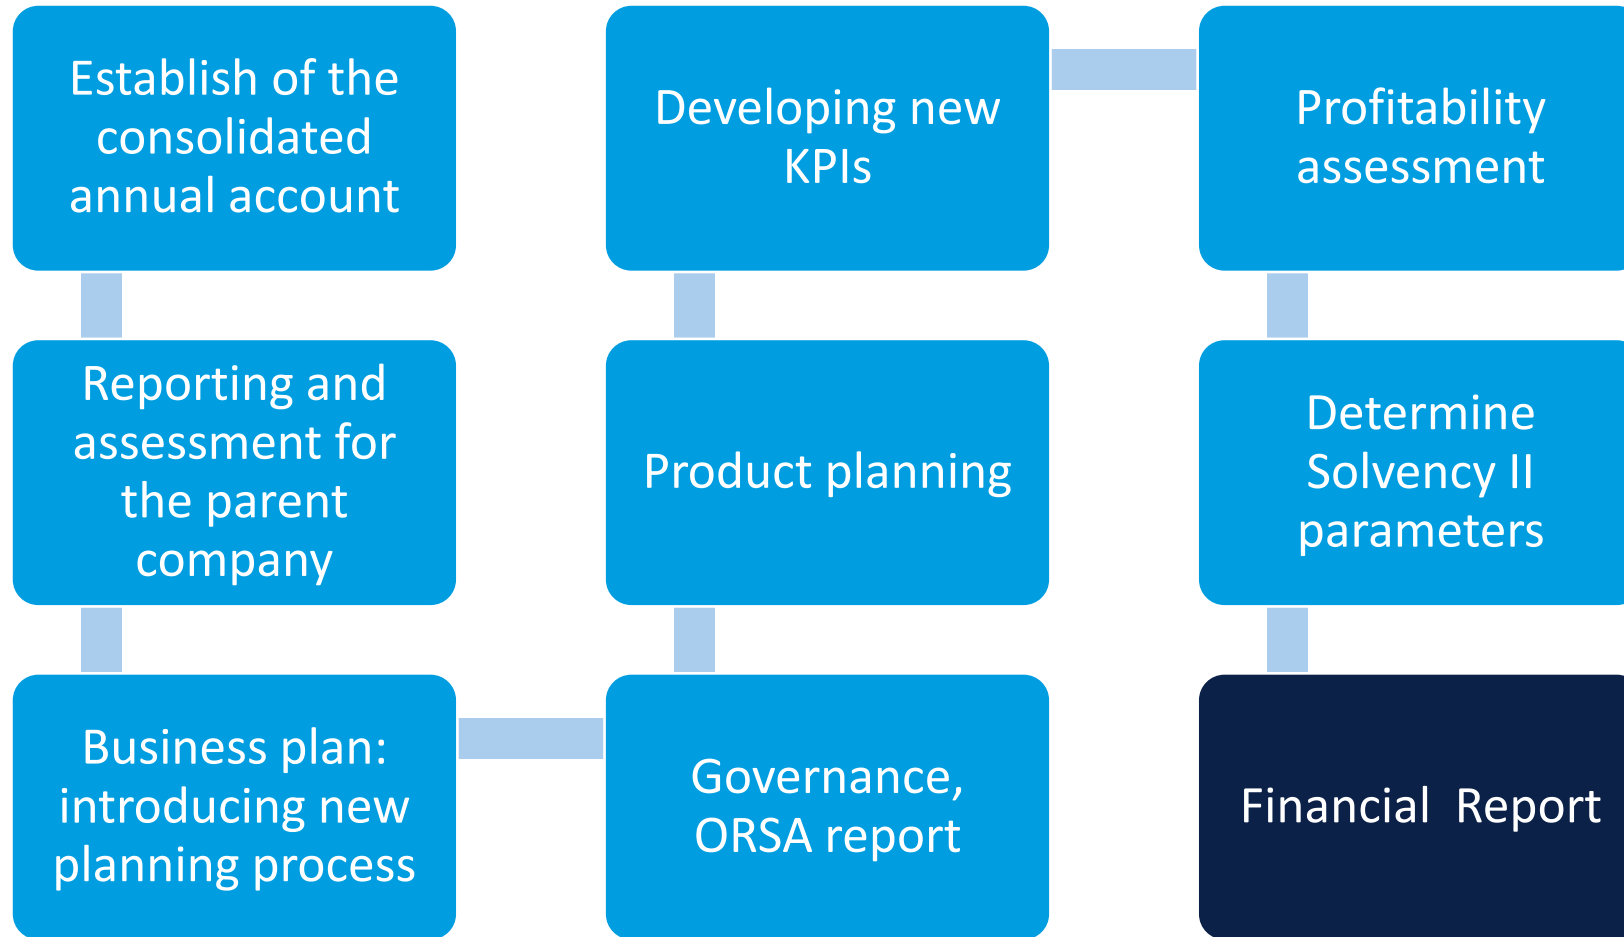 Establish of the
consolidated
annual account
Reporting and
assessment for
the parent
company
Business plan:
introducing new
planning process
Governance,
ORSA report
Product planning
Developing new
KPIs
Profitability
assessment
Determine
Solvency II
parameters
Financial  Report